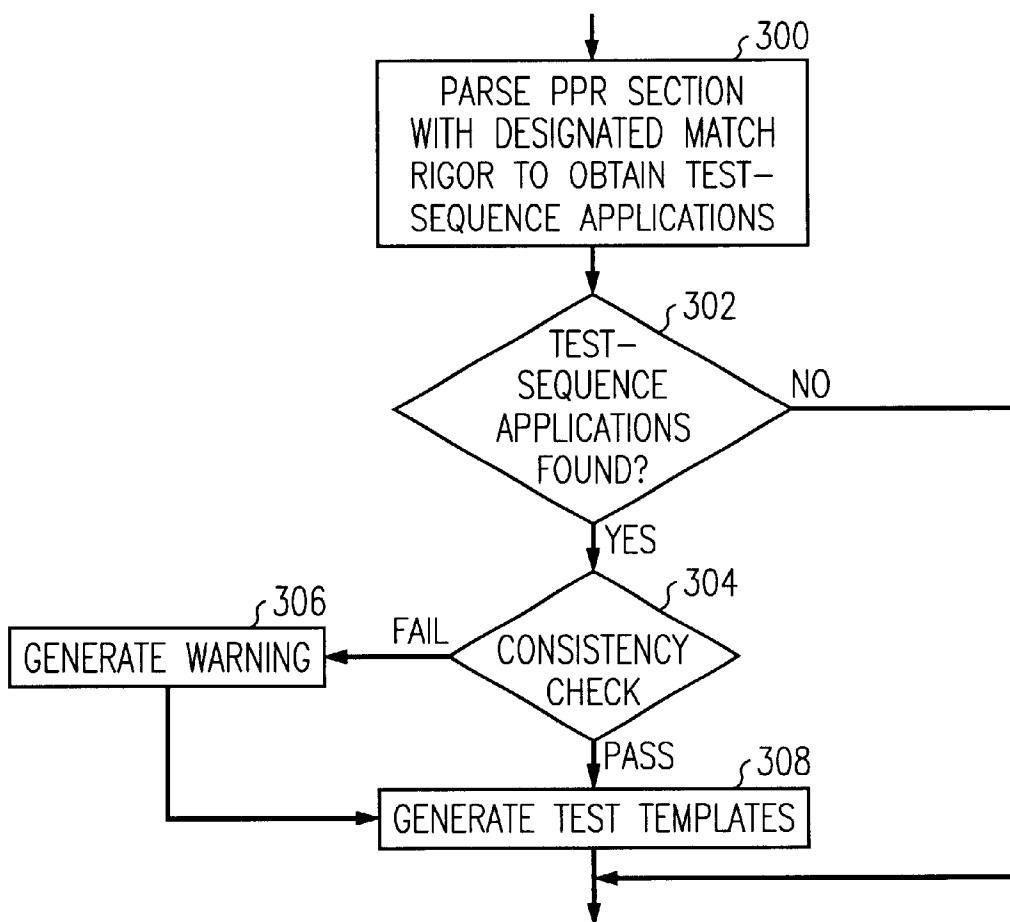 300
PARSE PPR SECTION
WITH DESIGNATED MATCH
RIGOR TO OBTAIN TEST-
SEQUENCE APPLICATIONS
302
TEST-
SEQUENCE
APPLICATIONS
FOUND?
NO
YES
304
CONSISTENCY
CHECK
FAIL
306
GENERATE WARNING
PASS
308
GENERATE TEST TEMPLATES